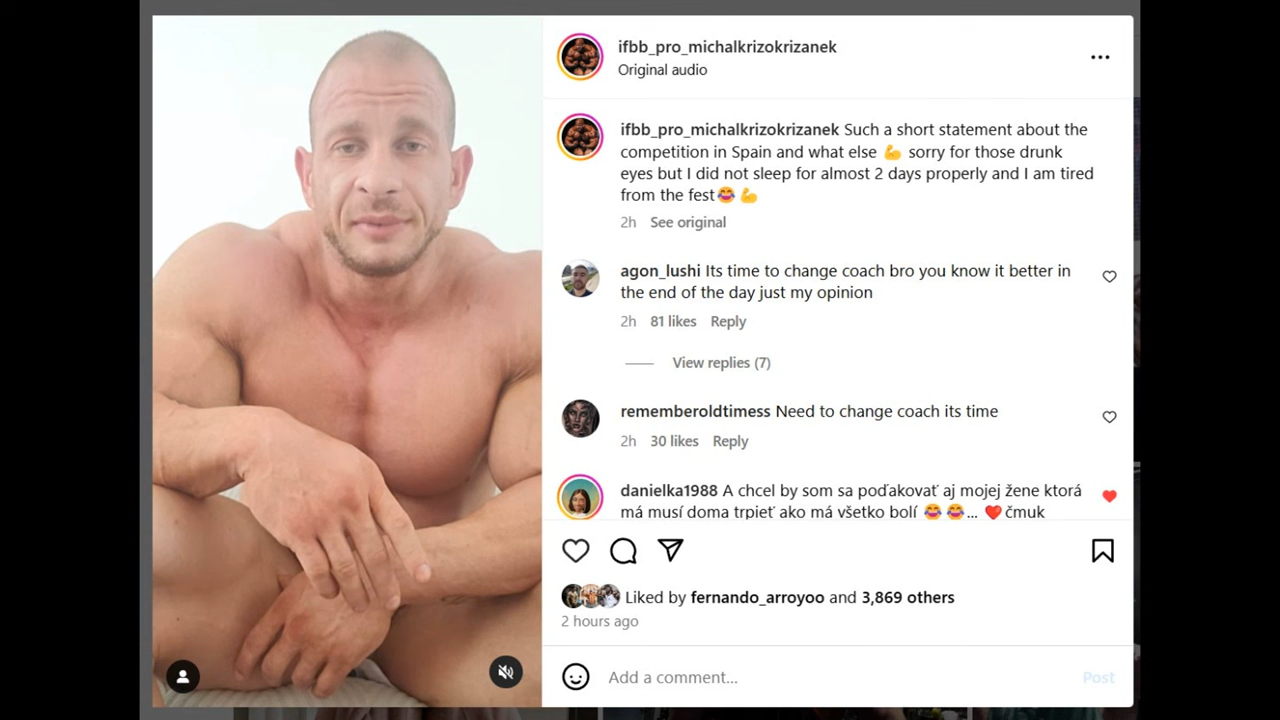 ifbb_pro_michalkrizokrizanek
Original audio
ifbb_pro_michalkrizokrizanek Such a short statement about the
competition in Spain and what else 💪 sorry for those drunk
eyes but I did not sleep for almost 2 days properly and I am tired
from the fest😂💪
2h See original
agon_lushi Its time to change coach bro you know it better in
the end of the day just my opinion
2h 81 likes Reply
View replies (7)
rememberoldtimess Need to change coach its time
2h 30 likes Reply
danielka1988 A chcel by som sa poďakovať aj mojej žene ktorá
má musí doma trpieť ako má všetko bolí 😂😂... ❤️čmuk
Liked by fernando_arroyoo and 3,869 others
2 hours ago
Add a comment...
Post